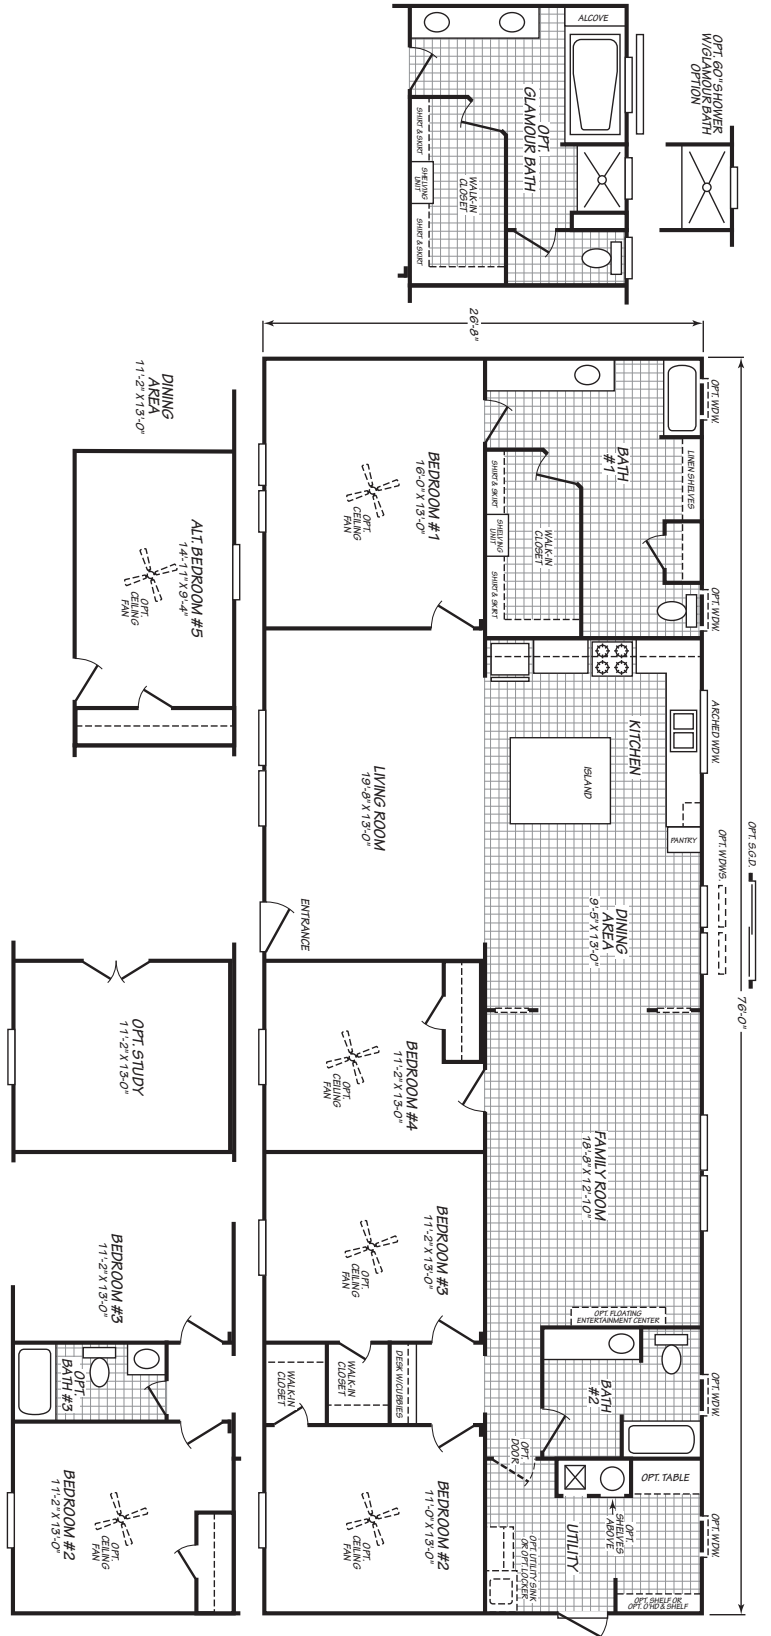 OPT. 60" SHOWER
W/GLAMOUR BATH
OPTION
ALCOVE
OPT.
GLAMOUR BATH
WALK-IN
CLOSET
SHIRT & SKIRT
SHELVING
UNIT
SHIRT & SKIRT
26'-8"
76'-0"
OPT. WDW.
OPT. WDW.
ARCHED WDW.
OPT. WDWS.
OPT. S.G.D.
OPT. WDW.
OPT. WDW.
BATH
#1
LINEN SHELVES
WALK-IN
CLOSET
SHIRT & SKIRT
SHELVING
UNIT
SHIRT & SKIRT
BEDROOM #1
16'-0" X 13'-0"
OPT.
CEILING
FAN
KITCHEN
ISLAND
PANTRY
DINING
AREA
9'-5" X 13'-0"
LIVING ROOM
19'-8" X 13'-0"
ENTRANCE
FAMILY ROOM
18'-8" X 12'-10"
OPT. FLOATING
ENTERTAINMENT CENTER
BEDROOM #4
11'-2" X 13'-0"
OPT.
CEILING
FAN
BEDROOM #3
11'-2" X 13'-0"
OPT.
CEILING
FAN
DESK W/CUBBIES
WALK-IN
CLOSET
WALK-IN
CLOSET
BATH
#2
OPT.
DOOR
OPT. TABLE
OPT.
SHELVES
ABOVE
UTILITY
OPT. UTILITY SINK
OR OPT. LOCKER
OPT. SHELF OR
OPT. O'HD & SHELF
BEDROOM #2
11'-0" X 13'-0"
OPT.
CEILING
FAN
DINING
AREA
11'-2" X 13'-0"
ALT. BEDROOM #5
14'-11" X 9'-4"
OPT.
CEILING
FAN
OPT. STUDY
11'-2" X 13'-0"
BEDROOM #3
11'-2" X 13'-0"
OPT.
BATH #3
BEDROOM #2
11'-2" X 13'-0"
OPT.
CEILING
FAN